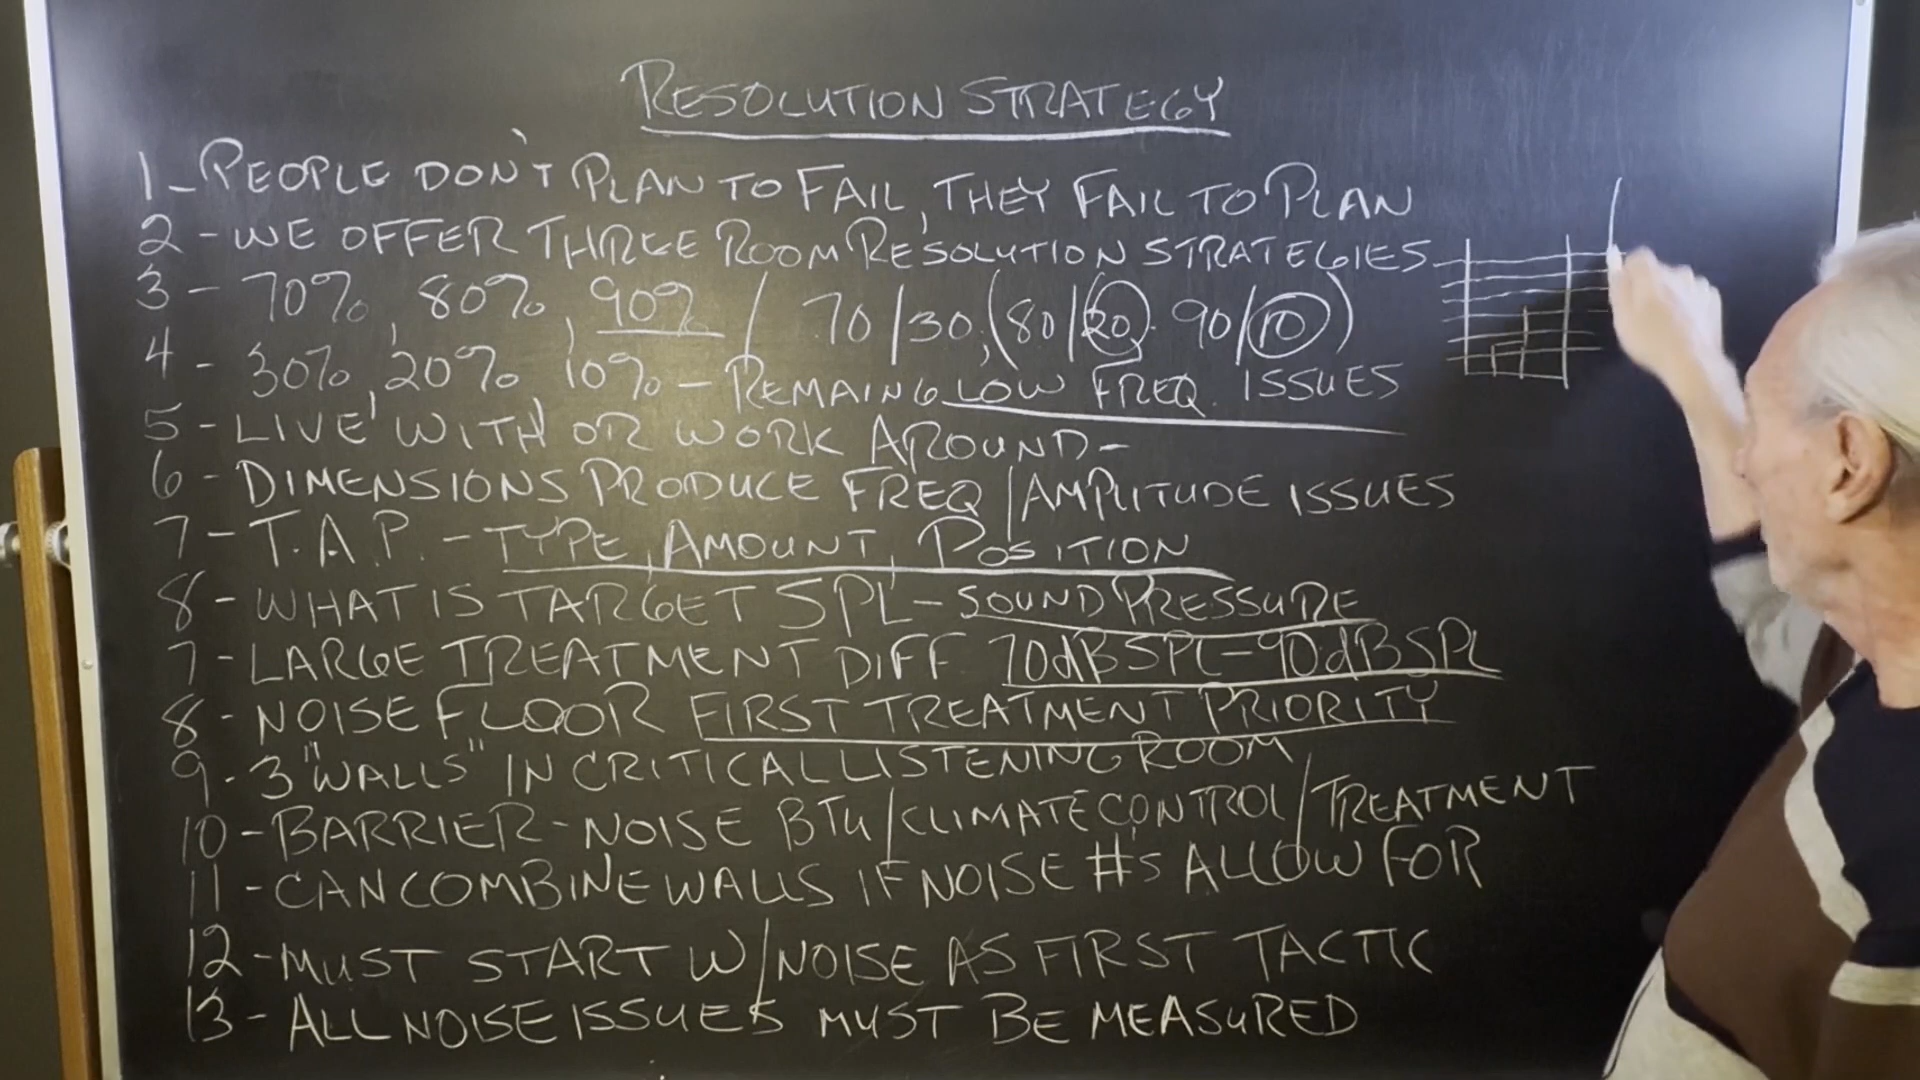 RESOLUTION STRATEGY
1-PEOPLE DON'T PLAN TO FAIL, THEY FAIL TO PLAN
2-WE OFFER THREE ROOM RESOLUTION STRATEGIES
3-70%, 80%, 90% / 70/30, (80/20. 90/10)
4-30%, 20%, 10%-REMAING LOW FREQ. ISSUES
5-LIVE WITH OR WORK AROUND-
6-DIMENSIONS PRODUCE FREQ/AMPLITUDE ISSUES
7-T.A.P.-TYPE, AMOUNT, POSITION
8-WHAT IS TARGET SPL-SOUND PRESSURE
7-LARGE TREATMENT DIFF 70dBSPL-90dBSPL
8-NOISE FLOOR FIRST TREATMENT PRIORITY
9-3 "WALLS" IN CRITICAL LISTENING ROOM
10-BARRIER-NOISE BTU/CLIMATE CONTROL/TREATMENT
11-CAN COMBINE WALLS IF NOISE #S ALLOW FOR
12-MUST START W/NOISE AS FIRST TACTIC
13-ALL NOISE ISSUES MUST BE MEASURED